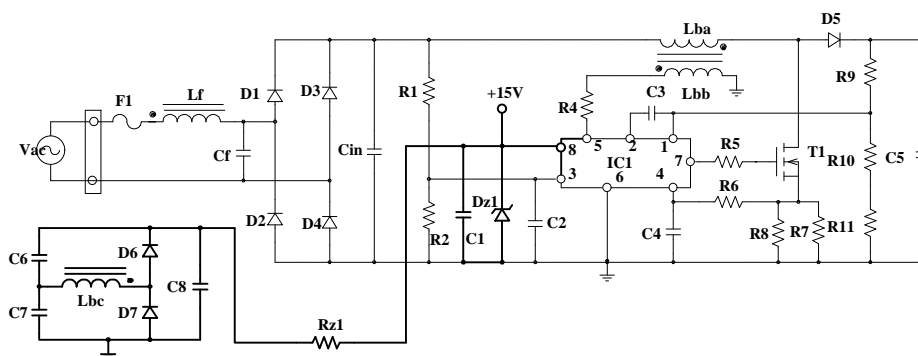 Lba
D5
F1
Lf
D1
D3
R1
+15V
R4
C3
Lbb
R9
Vac
Cf
Cin
8
5
2
1
IC1
7
R5
T1
R10
C5
3
6
4
R6
D2
D4
R2
C1
Dz1
C2
C4
R8
R7
R11
C6
D6
Lbc
C8
C7
D7
Rz1